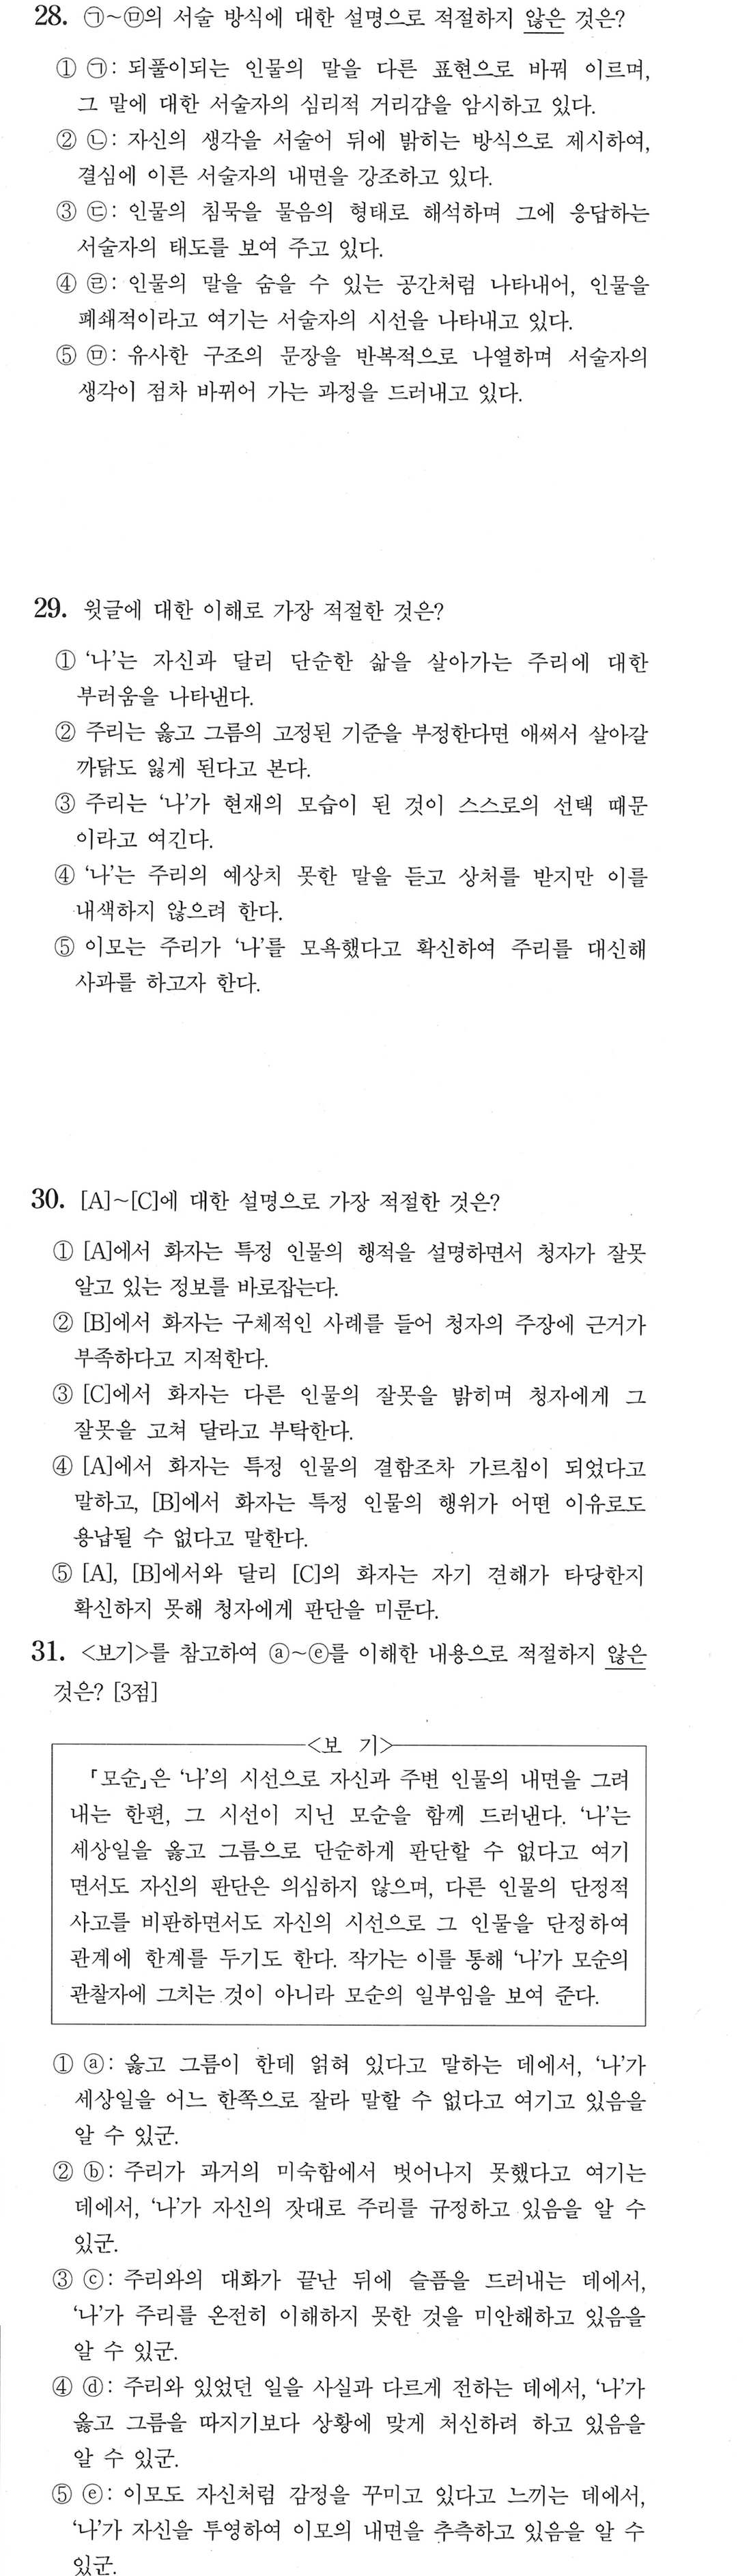 28. ㉠~㉤의 서술 방식에 대한 설명으로 적절하지 않은 것은?
① ㉠: 되풀이되는 인물의 말을 다른 표현으로 바꿔 이르며,
그 말에 대한 서술자의 심리적 거리감을 암시하고 있다.
② ㉡: 자신의 생각을 서술어 뒤에 밝히는 방식으로 제시하여,
결심에 이른 서술자의 내면을 강조하고 있다.
③ ㉢: 인물의 침묵을 물음의 형태로 해석하며 그에 응답하는
서술자의 태도를 보여 주고 있다.
④ ㉣: 인물의 말을 숨을 수 있는 공간처럼 나타내어, 인물을
폐쇄적이라고 여기는 서술자의 시선을 나타내고 있다.
⑤ ㉤: 유사한 구조의 문장을 반복적으로 나열하며 서술자의
생각이 점차 바뀌어 가는 과정을 드러내고 있다.
29. 윗글에 대한 이해로 가장 적절한 것은?
① ‘나’는 자신과 달리 단순한 삶을 살아가는 주리에 대한
부러움을 나타낸다.
② 주리는 옳고 그름의 고정된 기준을 부정한다면 애써서 살아갈
까닭도 잃게 된다고 본다.
③ 주리는 ‘나’가 현재의 모습이 된 것이 스스로의 선택 때문
이라고 여긴다.
④ ‘나’는 주리의 예상치 못한 말을 듣고 상처를 받지만 이를
내색하지 않으려 한다.
⑤ 이모는 주리가 ‘나’를 모욕했다고 확신하여 주리를 대신해
사과를 하고자 한다.
30. [A]~[C]에 대한 설명으로 가장 적절한 것은?
① [A]에서 화자는 특정 인물의 행적을 설명하면서 청자가 잘못
알고 있는 정보를 바로잡는다.
② [B]에서 화자는 구체적인 사례를 들어 청자의 주장에 근거가
부족하다고 지적한다.
③ [C]에서 화자는 다른 인물의 잘못을 밝히며 청자에게 그
잘못을 고쳐 달라고 부탁한다.
④ [A]에서 화자는 특정 인물의 결함조차 가르침이 되었다고
말하고, [B]에서 화자는 특정 인물의 행위가 어떤 이유로도
용납될 수 없다고 말한다.
⑤ [A], [B]에서와 달리 [C]의 화자는 자기 견해가 타당한지
확신하지 못해 청자에게 판단을 미룬다.
31. <보기>를 참고하여 ⓐ~ⓔ를 이해한 내용으로 적절하지 않은
것은? [3점]
<보 기>
「모순」은 ‘나’의 시선으로 자신과 주변 인물의 내면을 그려
내는 한편, 그 시선이 지닌 모순을 함께 드러낸다. ‘나’는
세상일을 옳고 그름으로 단순하게 판단할 수 없다고 여기
면서도 자신의 판단은 의심하지 않으며, 다른 인물의 단정적
사고를 비판하면서도 자신의 시선으로 그 인물을 단정하여
관계에 한계를 두기도 한다. 작가는 이를 통해 ‘나’가 모순의
관찰자에 그치는 것이 아니라 모순의 일부임을 보여 준다.
① ⓐ: 옳고 그름이 한데 얽혀 있다고 말하는 데에서, ‘나’가
세상일을 어느 한쪽으로 잘라 말할 수 없다고 여기고 있음을
알 수 있군.
② ⓑ: 주리가 과거의 미숙함에서 벗어나지 못했다고 여기는
데에서, ‘나’가 자신의 잣대로 주리를 규정하고 있음을 알 수
있군.
③ ⓒ: 주리와의 대화가 끝난 뒤에 슬픔을 드러내는 데에서,
‘나’가 주리를 온전히 이해하지 못한 것을 미안해하고 있음을
알 수 있군.
④ ⓓ: 주리와 있었던 일을 사실과 다르게 전하는 데에서, ‘나’가
옳고 그름을 따지기보다 상황에 맞게 처신하려 하고 있음을
알 수 있군.
⑤ ⓔ: 이모도 자신처럼 감정을 꾸미고 있다고 느끼는 데에서,
‘나’가 자신을 투영하여 이모의 내면을 추측하고 있음을 알 수
있군.